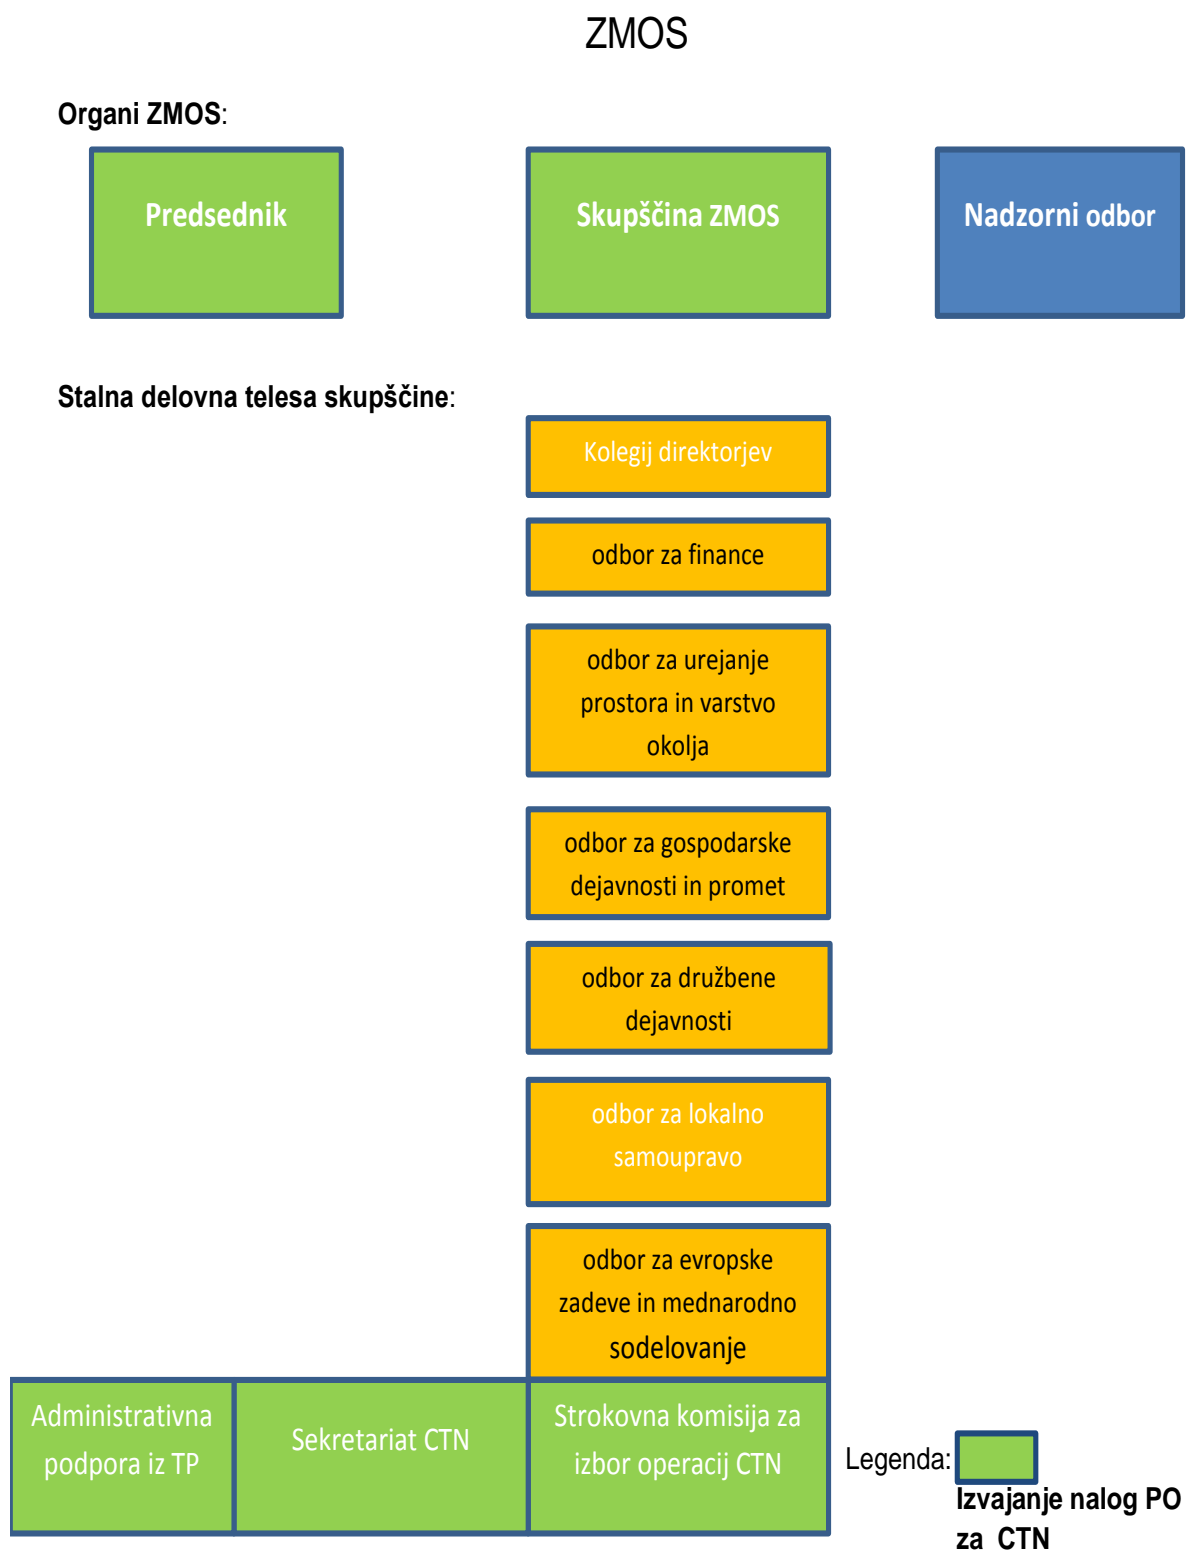 ZMOS
Organi ZMOS:
Predsednik
Skupščina ZMOS
Nadzorni odbor
Stalna delovna telesa skupščine:
Kolegij direktorjev
odbor za finance
odbor za urejanje
prostora in varstvo
okolja
odbor za gospodarske
dejavnosti in promet
odbor za družbene
dejavnosti
odbor za lokalno
samoupravo
odbor za evropske
zadeve in mednarodno
sodelovanje
Administrativna
podpora iz TP
Sekretariat CTN
Strokovna komisija za
izbor operacij CTN
Legenda:
Izvajanje nalog PO
za CTN